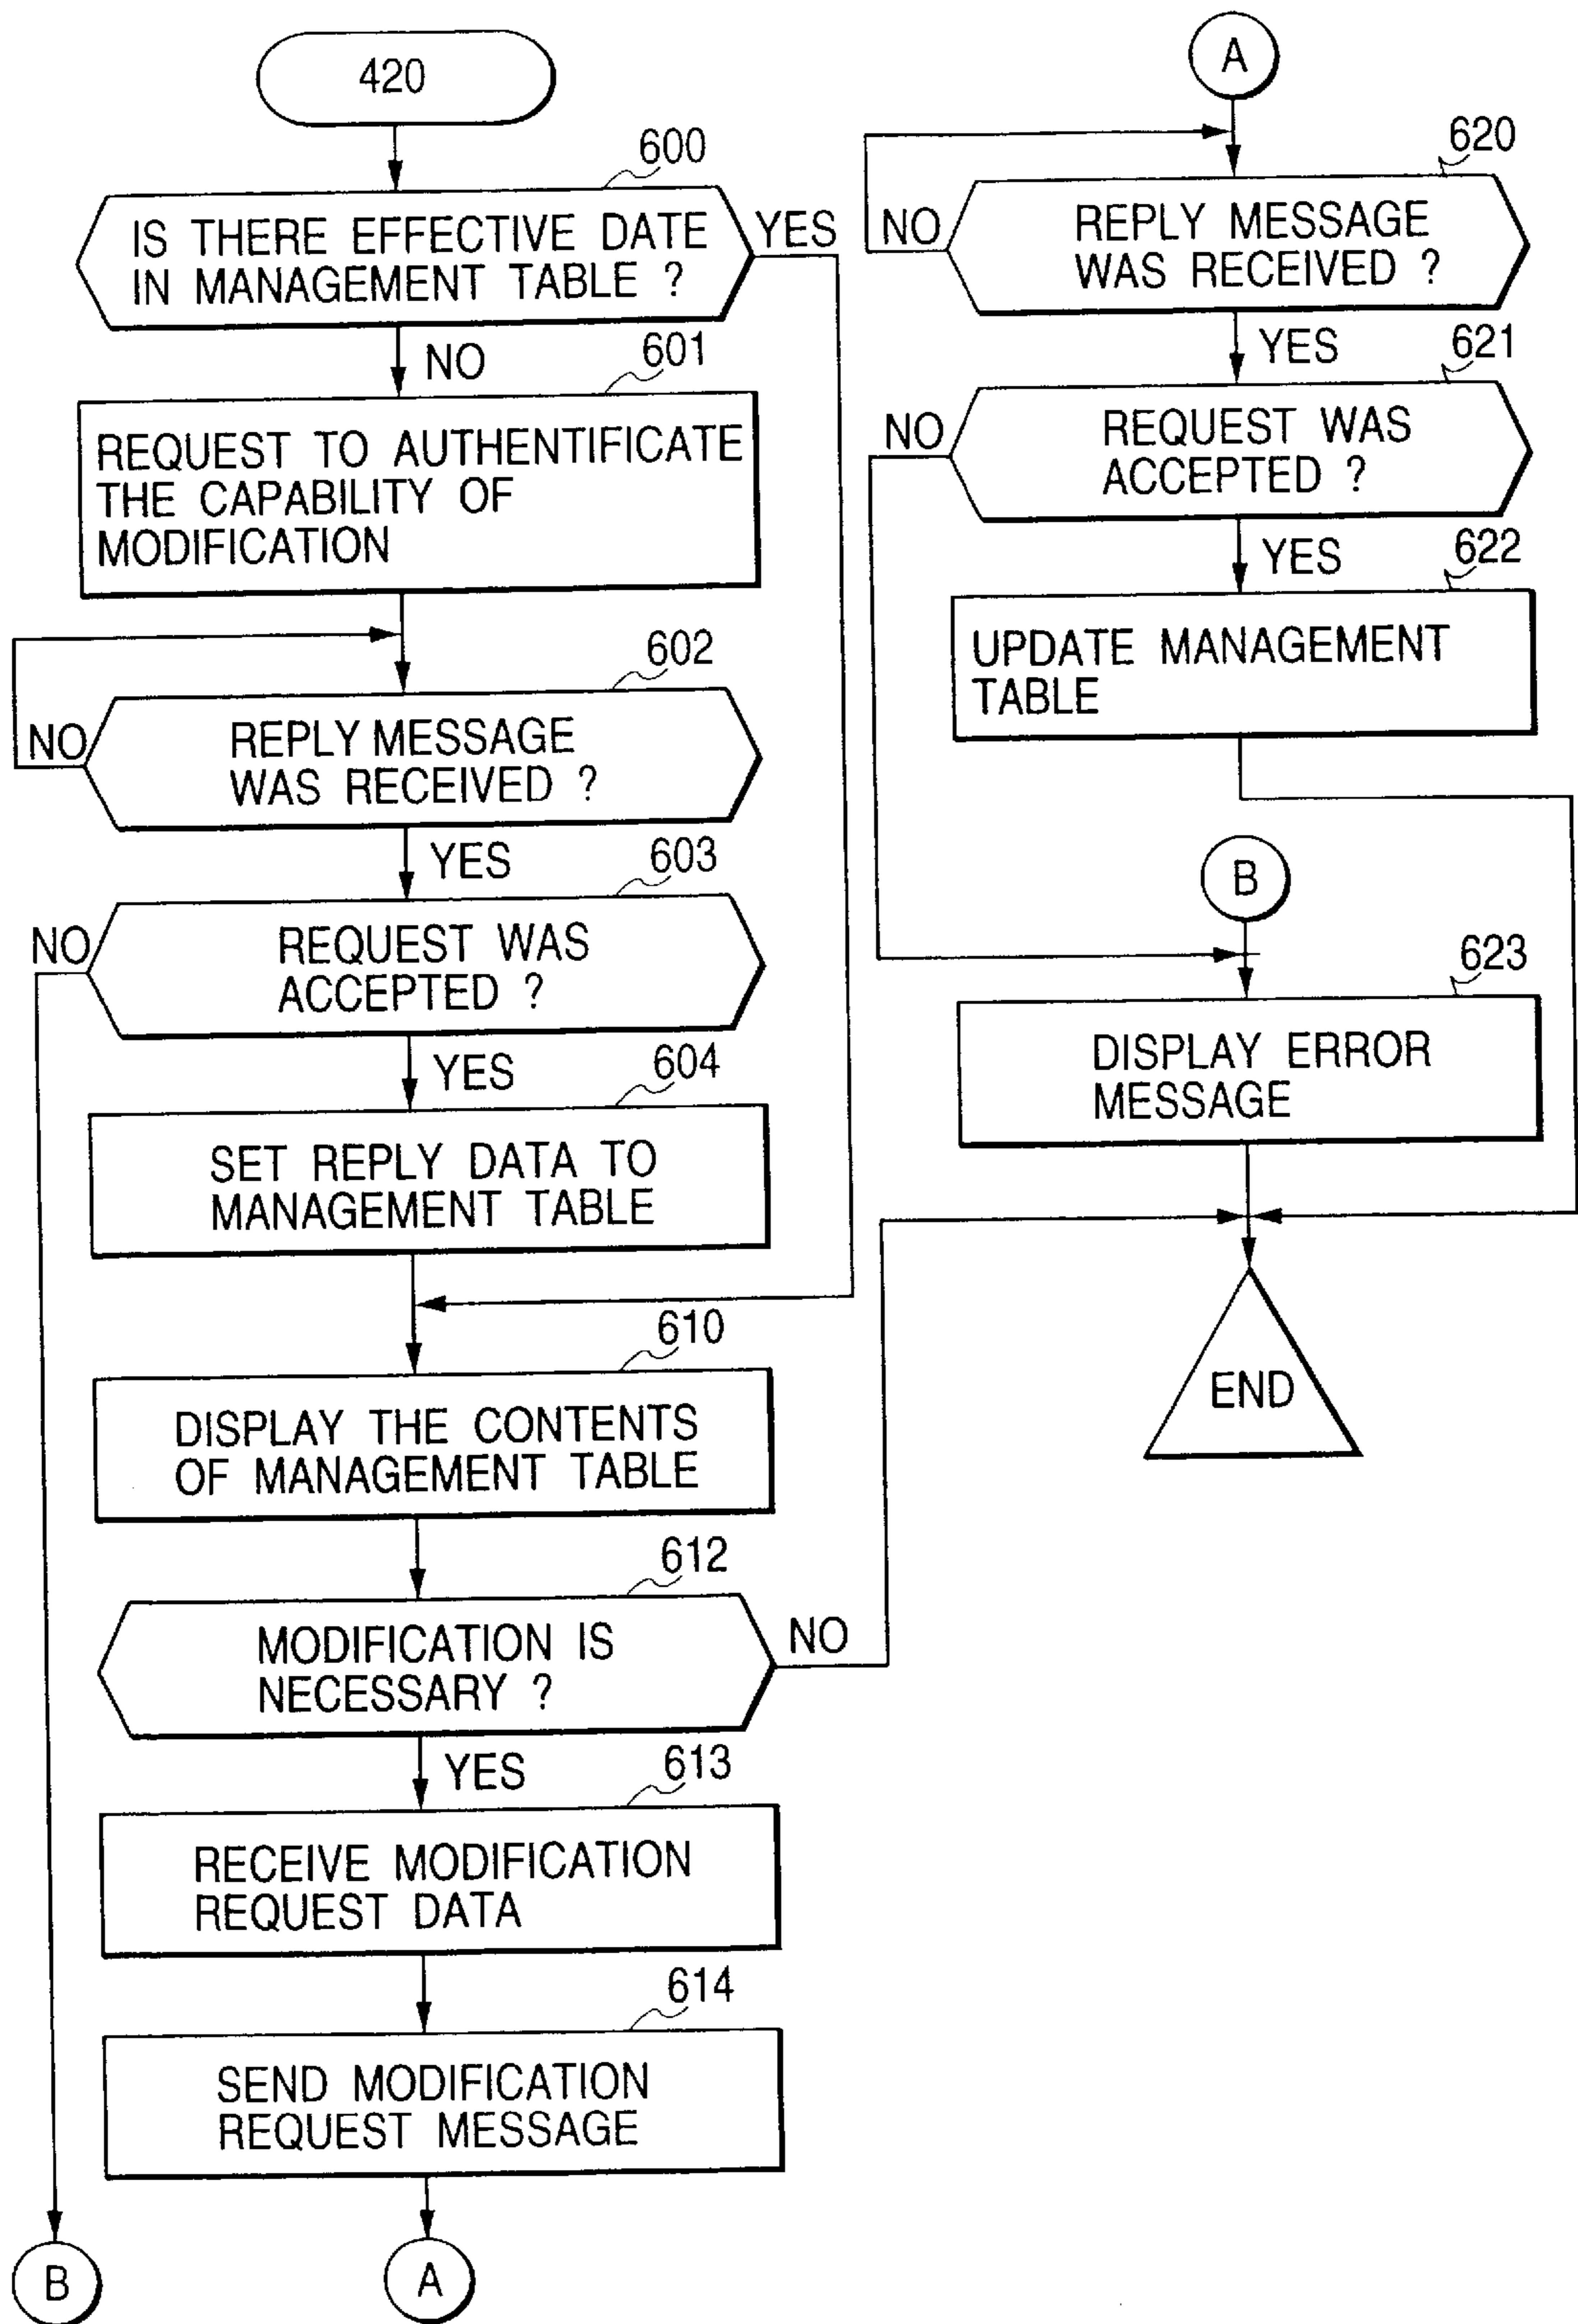 420
600
IS THERE EFFECTIVE DATE
IN MANAGEMENT TABLE ?
YES
NO
601
REQUEST TO AUTHENTIFICATE
THE CAPABILITY OF
MODIFICATION
602
NO
REPLY MESSAGE
WAS RECEIVED ?
YES
603
NO
REQUEST WAS
ACCEPTED ?
YES
604
SET REPLY DATA TO
MANAGEMENT TABLE
610
DISPLAY THE CONTENTS
OF MANAGEMENT TABLE
612
MODIFICATION IS
NECESSARY ?
NO
YES
613
RECEIVE MODIFICATION
REQUEST DATA
614
SEND MODIFICATION
REQUEST MESSAGE
B
A
A
620
NO
REPLY MESSAGE
WAS RECEIVED ?
YES
621
NO
REQUEST WAS
ACCEPTED ?
YES
622
UPDATE MANAGEMENT
TABLE
B
623
DISPLAY ERROR
MESSAGE
END